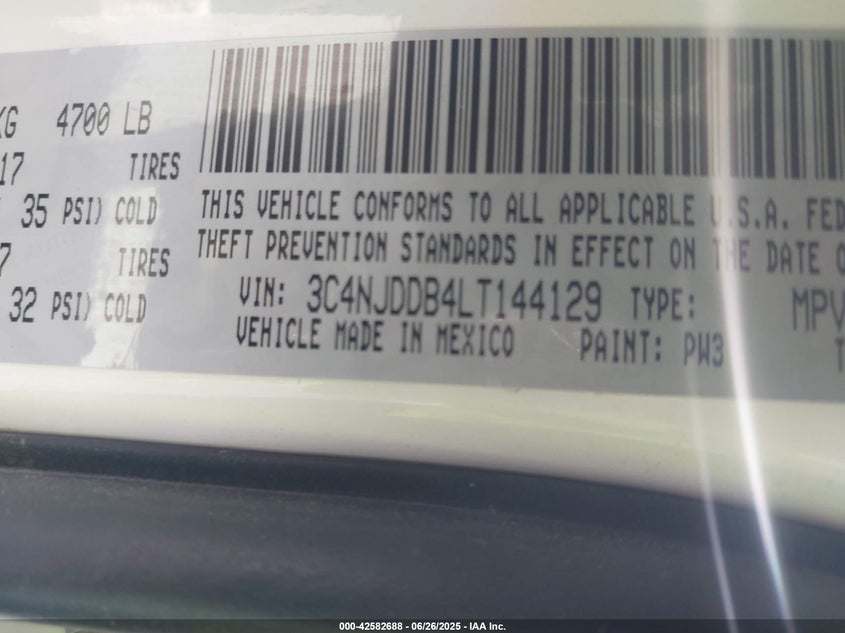 KG 4700 LB
17 TIRES
35 PSI) COLD
7 TIRES
32 PSI) COLD
THIS VEHICLE CONFORMS TO ALL APPLICABLE U.S.A. FED
THEFT PREVENTION STANDARDS IN EFFECT ON THE DATE O
VIN: 3C4NJDDB4LT144129 TYPE: MPV
VEHICLE MADE IN MEXICO PAINT: PW3 T
000-42582688 - 06/26/2025 - IAA Inc.